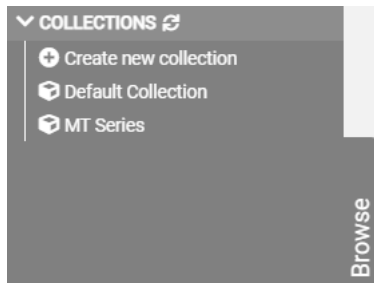 COLLECTIONS
Create new collection
Default Collection
MT Series
Browse